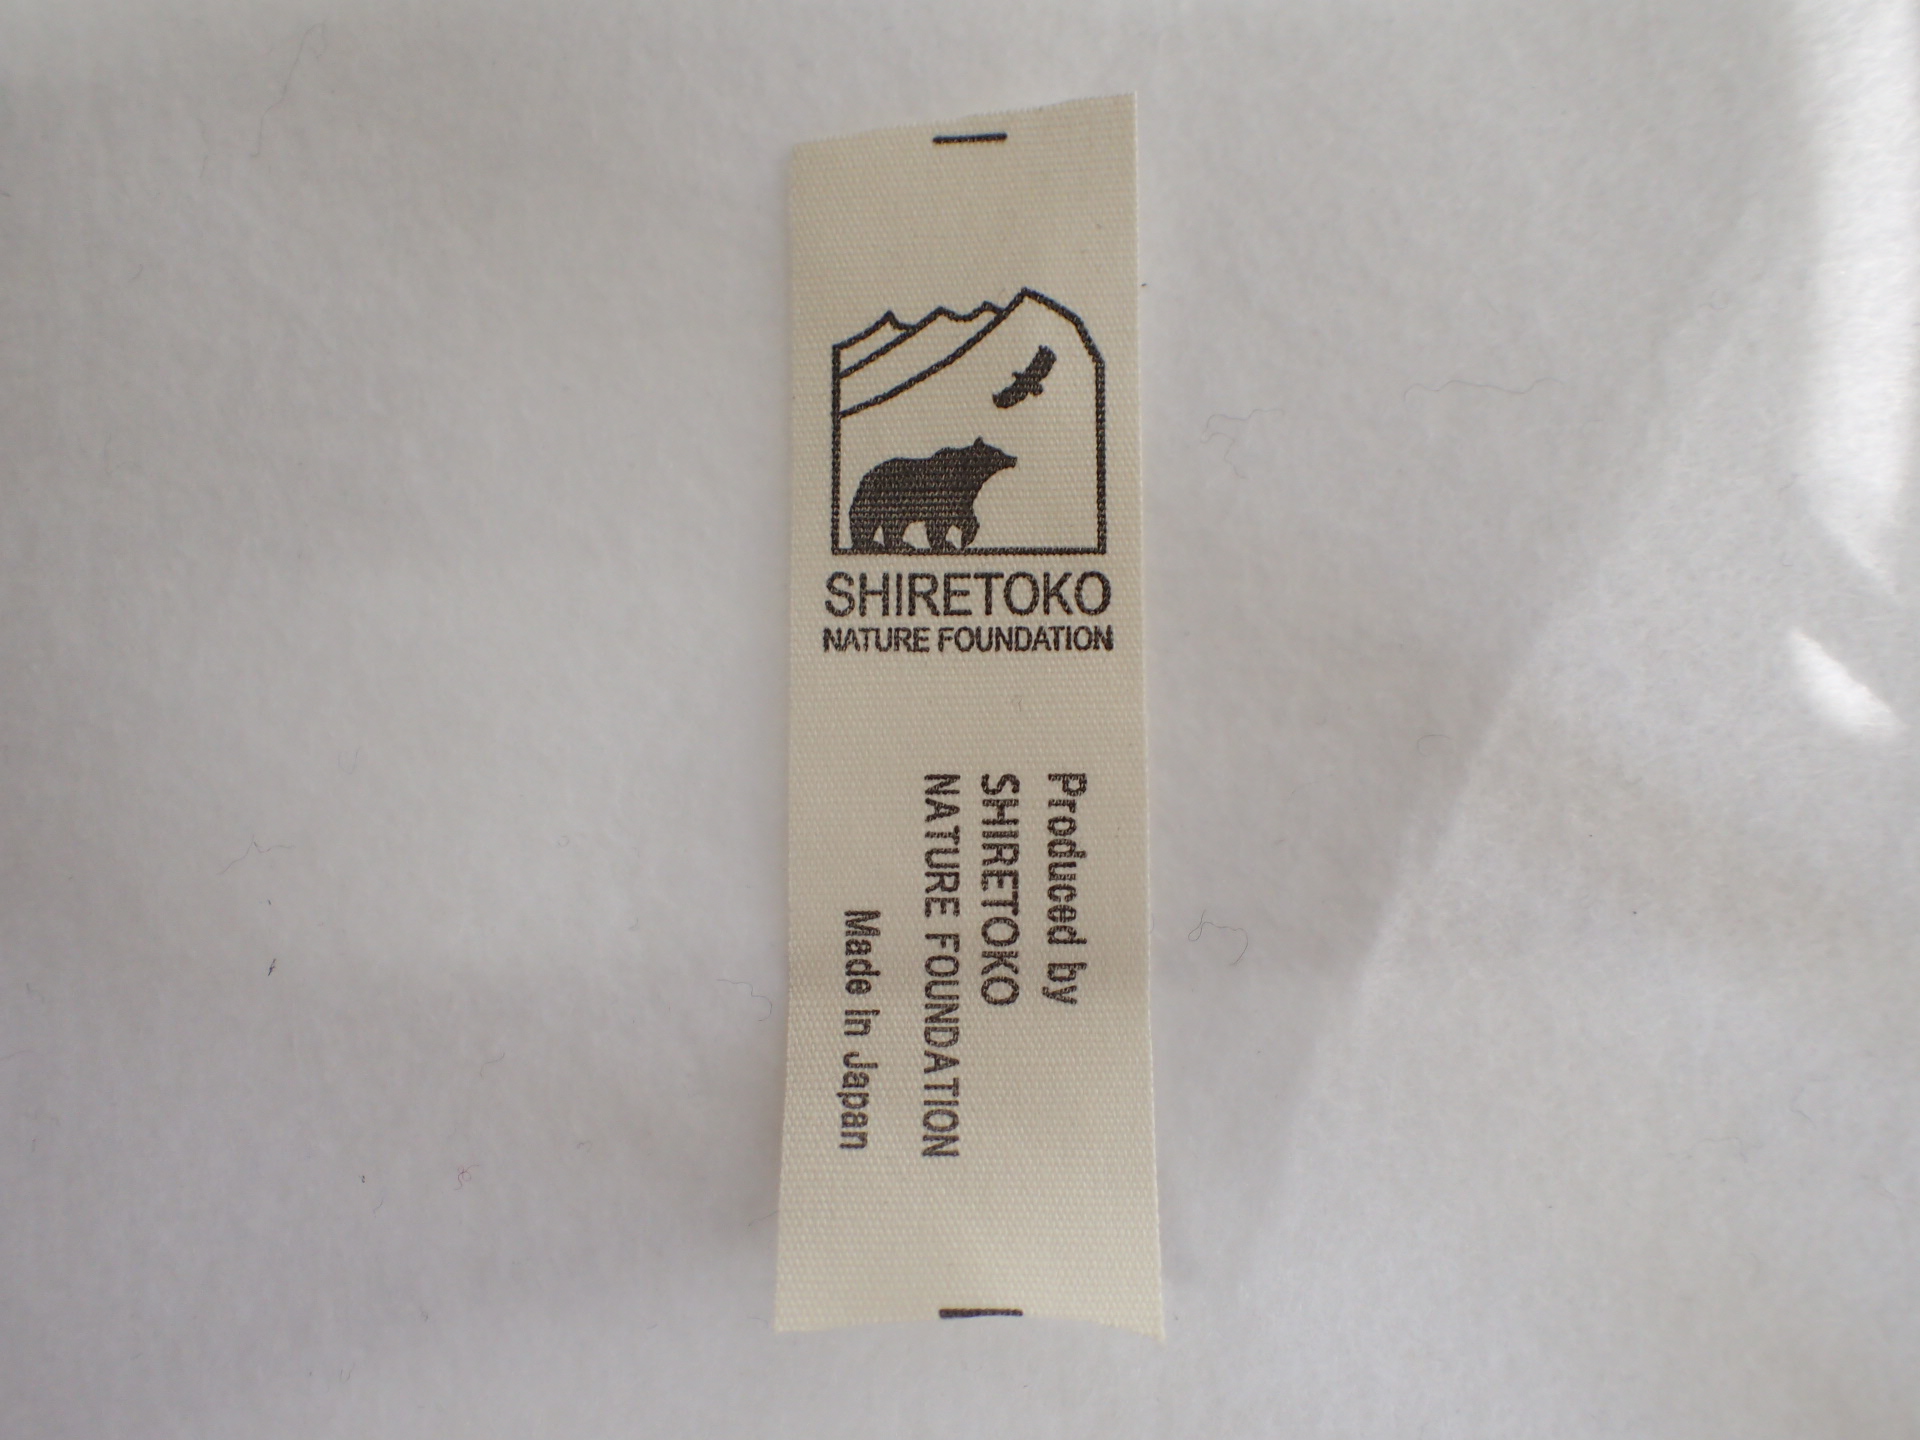 SHIRETOKO
NATURE FOUNDATION
Produced by
SHIRETOKO
NATURE FOUNDATION
Made in Japan